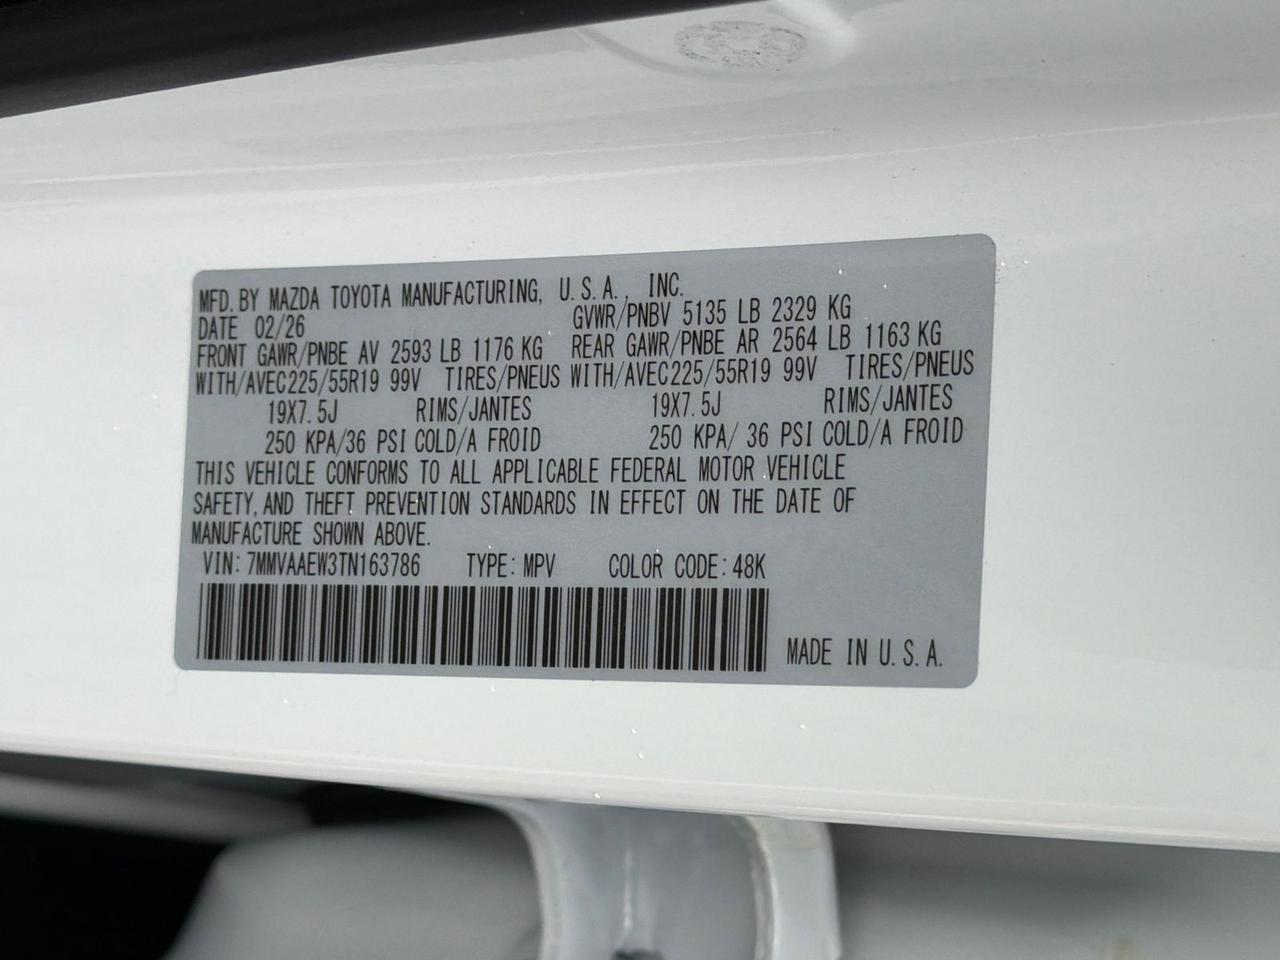 MFD. BY MAZDA TOYOTA MANUFACTURING, U.S.A., INC.
DATE 02/26 GVWR/PNBV 5135 LB 2329 KG
FRONT GAWR/PNBE AV 2593 LB 1176 KG REAR GAWR/PNBE AR 2564 LB 1163 KG
WITH/AVEC225/55R19 99V TIRES/PNEUS WITH/AVEC225/55R19 99V TIRES/PNEUS
19X7.5J RIMS/JANTES 19X7.5J RIMS/JANTES
250 KPA/36 PSI COLD/A FROID 250 KPA/ 36 PSI COLD/A FROID
THIS VEHICLE CONFORMS TO ALL APPLICABLE FEDERAL MOTOR VEHICLE
SAFETY, AND THEFT PREVENTION STANDARDS IN EFFECT ON THE DATE OF
MANUFACTURE SHOWN ABOVE.
VIN: 7MMVAAEW3TN163786 TYPE: MPV COLOR CODE: 48K
MADE IN U.S.A.